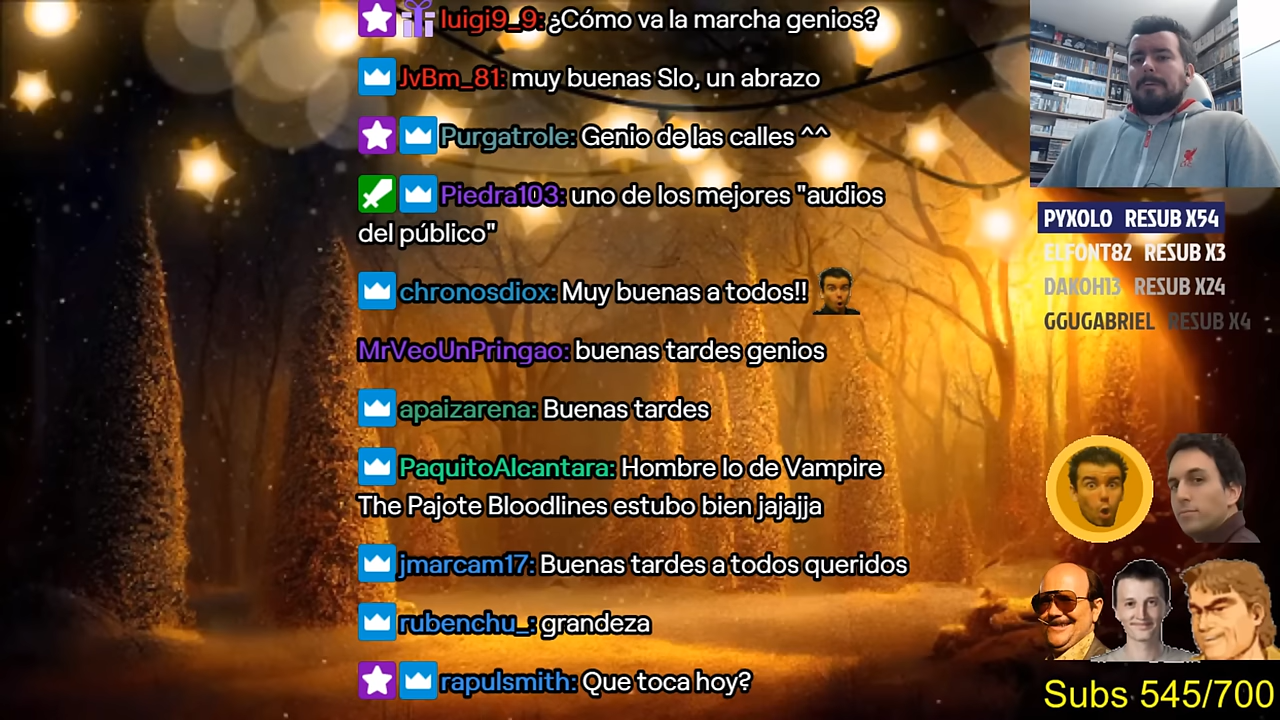 luigi9_9: ¿Cómo va la marcha genios?
JvBm_81: muy buenas Slo, un abrazo
Purgatrole: Genio de las calles ^^
Piedra103: uno de los mejores "audios
del público"
chronosdiox: Muy buenas a todos!!
MrVeoUnPringao: buenas tardes genios
apaizarena: Buenas tardes
PaquitoAlcantara: Hombre lo de Vampire
The Pajote Bloodlines estubo bien jajajja
jmarcam17: Buenas tardes a todos queridos
rubenchu_: grandeza
rapulsmith: Que toca hoy?
PYXOLO RESUB X54
ELFONT82 RESUB X3
DAKOH13 RESUB X24
GGUGABRIEL RESUB X4
Subs 545/700